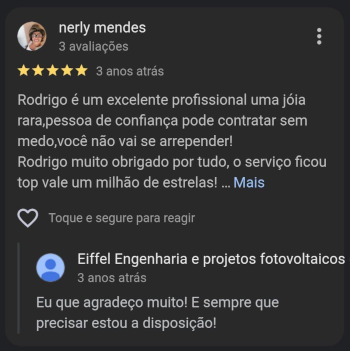 nerly mendes
3 avaliações
3 anos atrás
Rodrigo é um excelente profissional uma jóia
rara,pessoa de confiança pode contratar sem
medo,você não vai se arrepender!
Rodrigo muito obrigado por tudo, o serviço ficou
top vale um milhão de estrelas! ... Mais
Toque e segure para reagir
Eiffel Engenharia e projetos fotovoltaicos
3 anos atrás
Eu que agradeço muito! E sempre que
precisar estou a disposição!